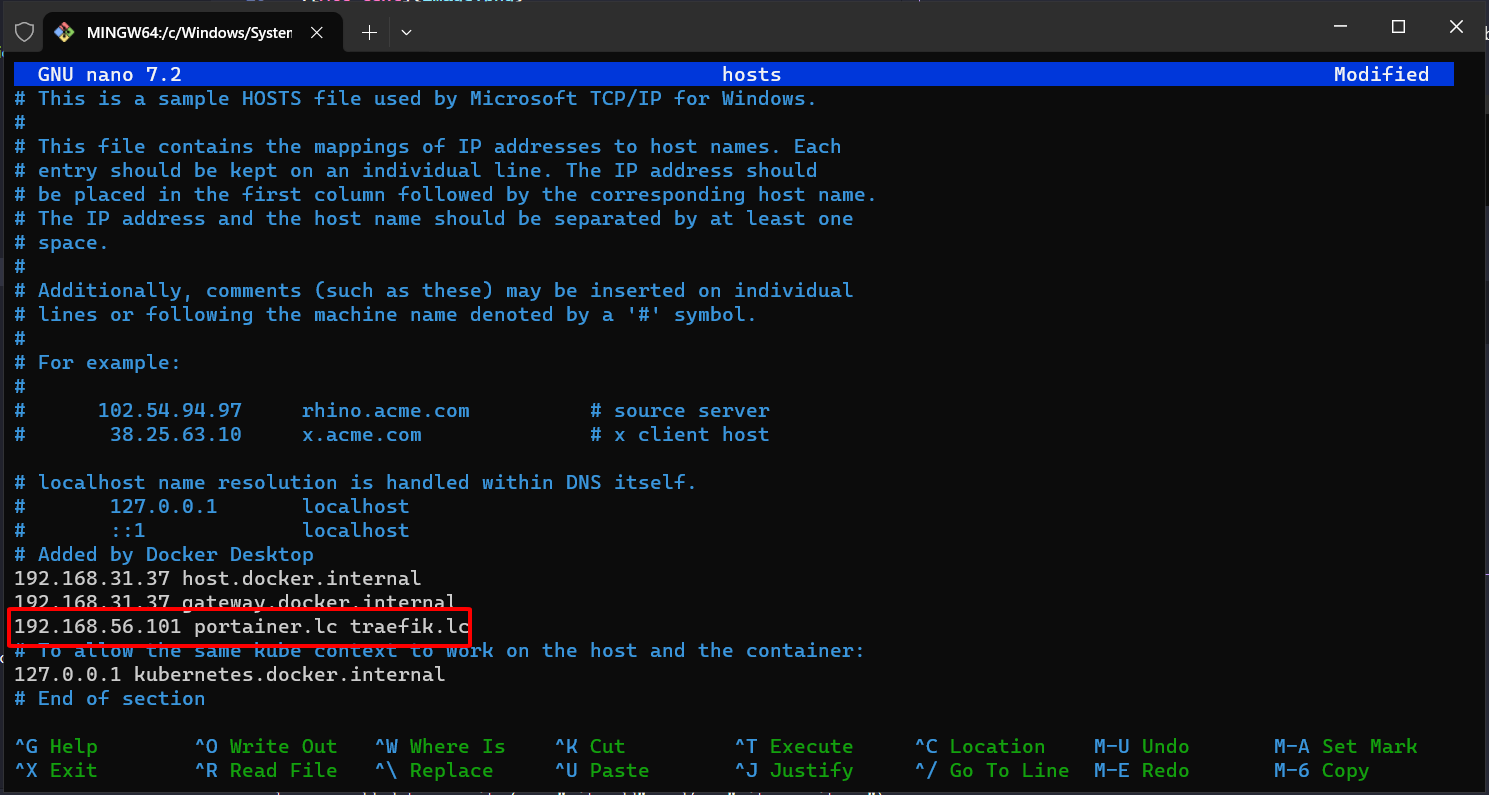 MINGW64:/c/Windows/System
GNU nano 7.2 hosts Modified
# This is a sample HOSTS file used by Microsoft TCP/IP for Windows.
#
# This file contains the mappings of IP addresses to host names. Each
# entry should be kept on an individual line. The IP address should
# be placed in the first column followed by the corresponding host name.
# The IP address and the host name should be separated by at least one
# space.
#
# Additionally, comments (such as these) may be inserted on individual
# lines or following the machine name denoted by a '#' symbol.
#
# For example:
#
# 102.54.94.97 rhino.acme.com # source server
# 38.25.63.10 x.acme.com # x client host
# localhost name resolution is handled within DNS itself.
# 127.0.0.1 localhost
# ::1 localhost
# Added by Docker Desktop
192.168.31.37 host.docker.internal
192.168.31.37 gateway.docker.internal
192.168.56.101 portainer.lc traefik.lc
# To allow the same kube context to work on the host and the container:
127.0.0.1 kubernetes.docker.internal
# End of section
^G Help ^O Write Out ^W Where Is ^K Cut ^T Execute ^C Location M-U Undo M-A Set Mark
^X Exit ^R Read File ^\ Replace ^U Paste ^J Justify ^/ Go To Line M-E Redo M-6 Copy